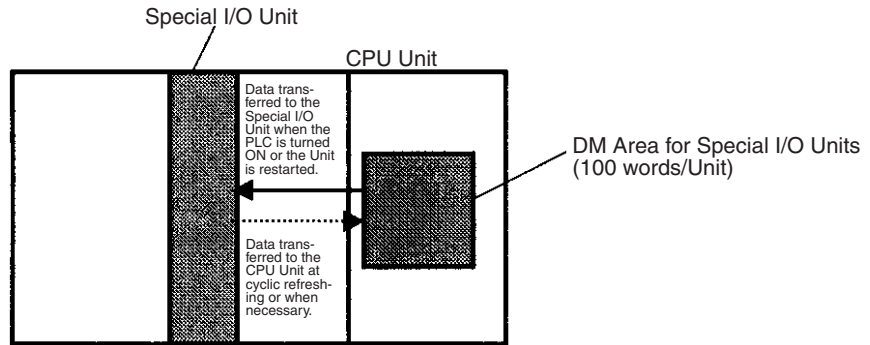 Special I/O Unit
CPU Unit
Data trans-
ferred to the
Special I/O
Unit when the
PLC is turned
ON or the Unit
is restarted.
DM Area for Special I/O Units
(100 words/Unit)
Data trans-
ferred to the
CPU Unit at
cyclic refresh-
ing or when
necessary.